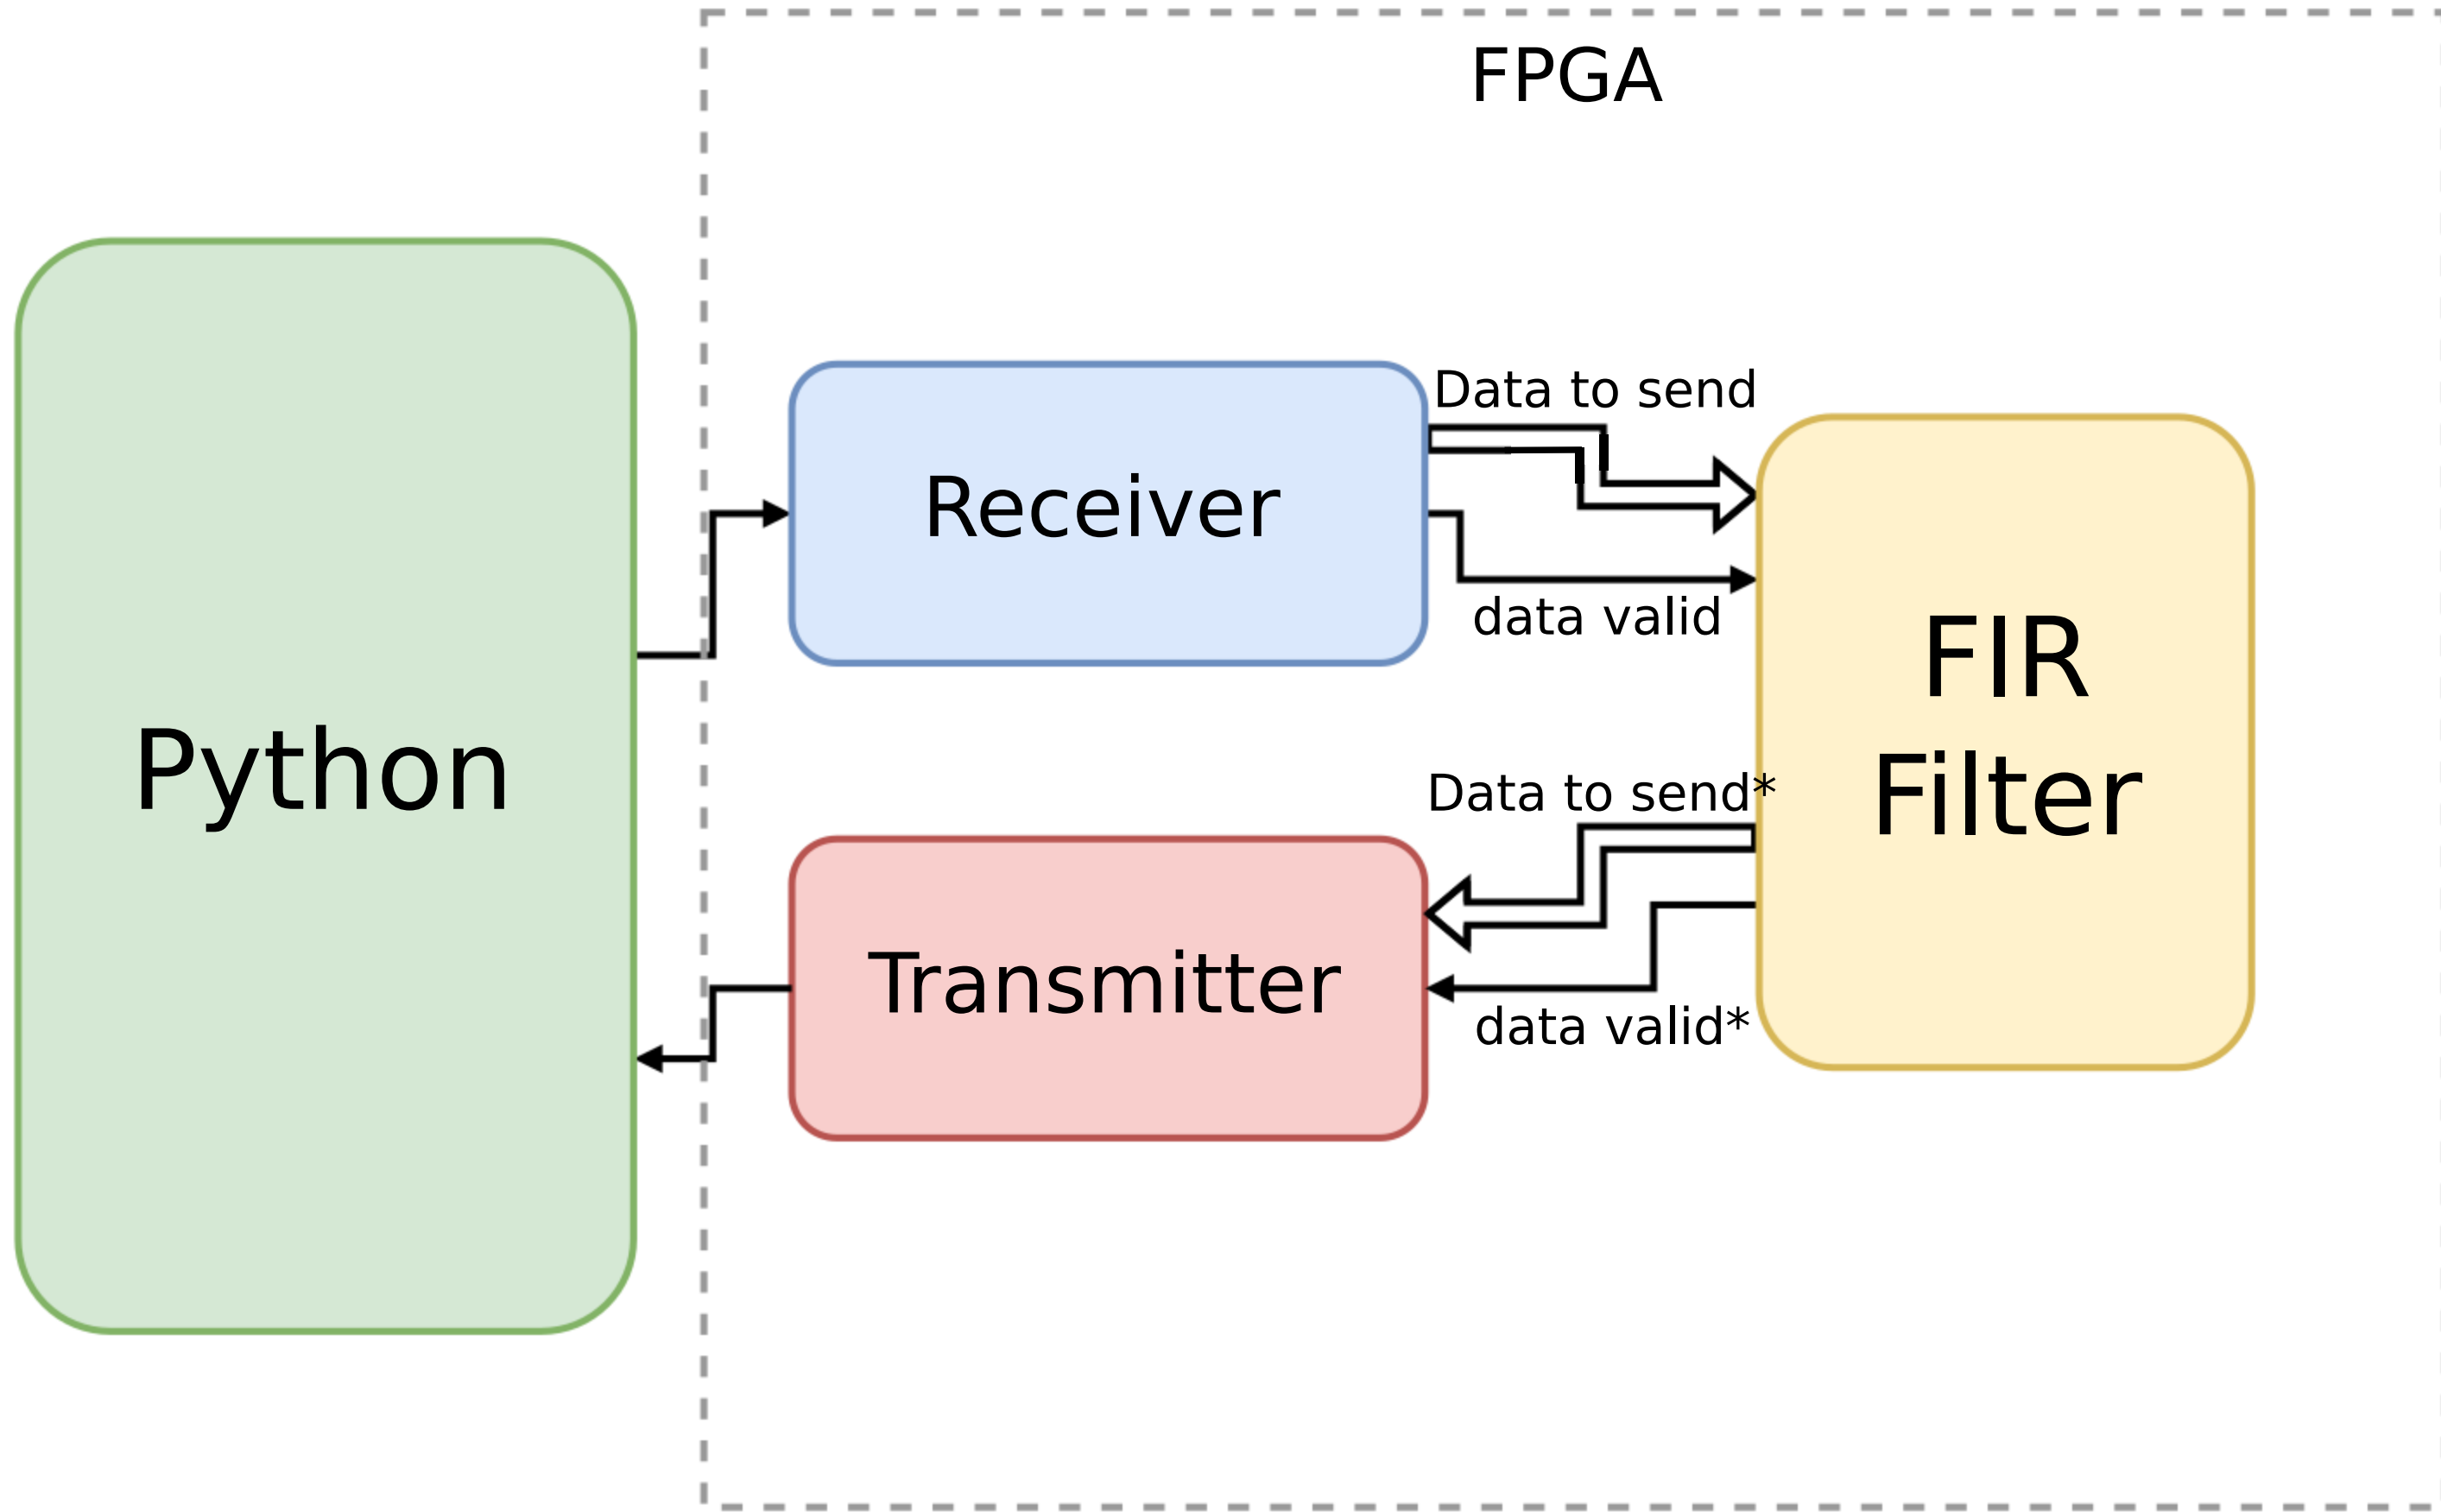 FPGA
Data to send
Receiver
data valid
FIR
Filter
Python
Data to send*
Transmitter
data valid*